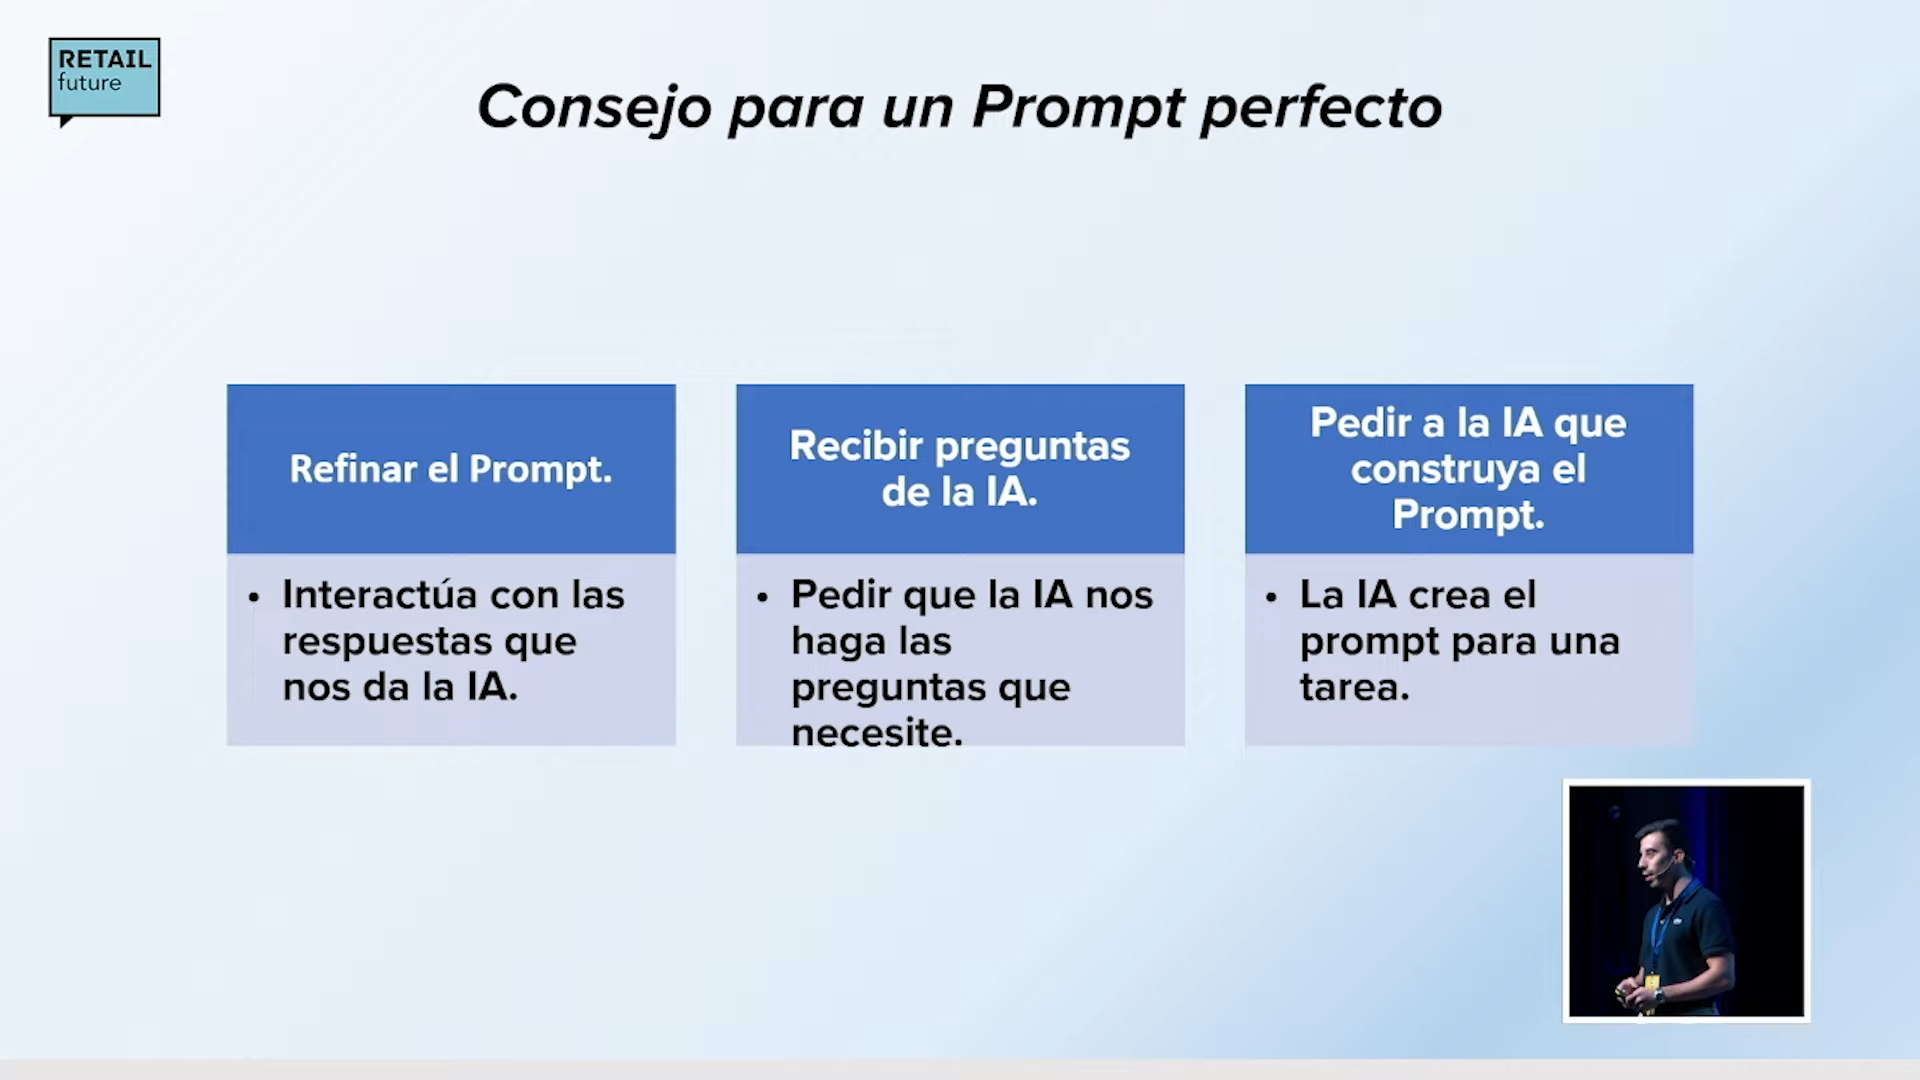 RETAIL
future
Consejo para un Prompt perfecto
Refinar el Prompt.
• Interactúa con las
respuestas que
nos da la IA.
Recibir preguntas
de la IA.
• Pedir que la IA nos
haga las
preguntas que
necesite.
Pedir a la IA que
construya el
Prompt.
• La IA crea el
prompt para una
tarea.